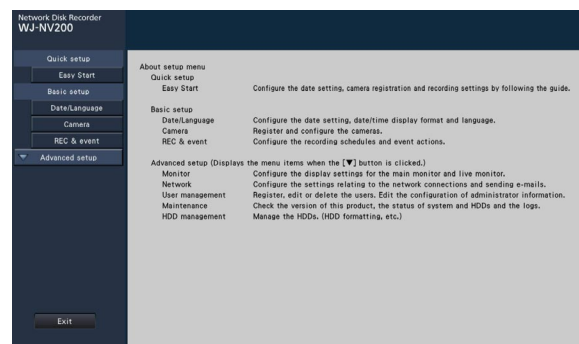 Network Disk Recorder
WJ-NV200
Quick setup
Easy Start
Basic setup
Date/Language
Camera
REC & event
Advanced setup
Exit
About setup menu
Quick setup
Easy Start Configure the date setting, camera registration and recording settings by following the guide.
Basic setup
Date/Language Configure the date setting, date/time display format and language.
Camera Register and configure the cameras.
REC & event Configure the recording schedules and event actions.
Advanced setup (Displays the menu items when the [▼] button is clicked.)
Monitor Configure the display settings for the main monitor and live monitor.
Network Configure the settings relating to the network connections and sending e-mails.
User management Register, edit or delete the users. Edit the configuration of administrator information.
Maintenance Check the version of this product, the status of system and HDDs and the logs.
HDD management Manage the HDDs. (HDD formatting, etc.)